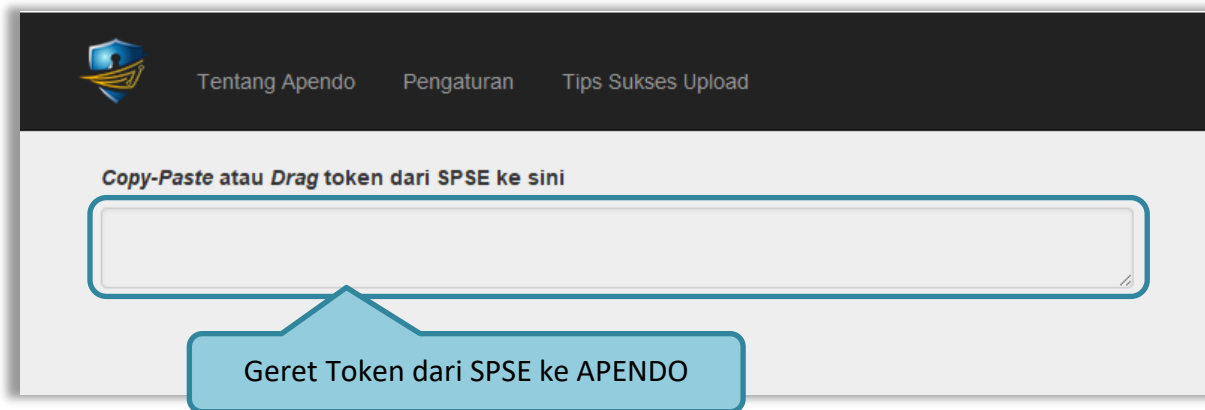 Tentang Apendo Pengaturan Tips Sukses Upload
Copy-Paste atau Drag token dari SPSE ke sini
Geret Token dari SPSE ke APENDO